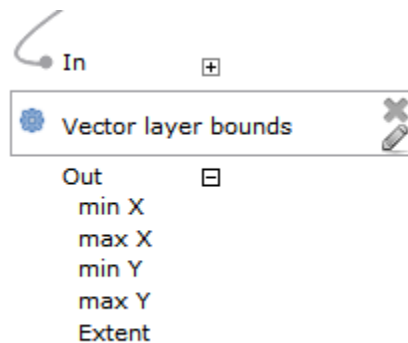 In
Vector layer bounds
Out
min X
max X
min Y
max Y
Extent